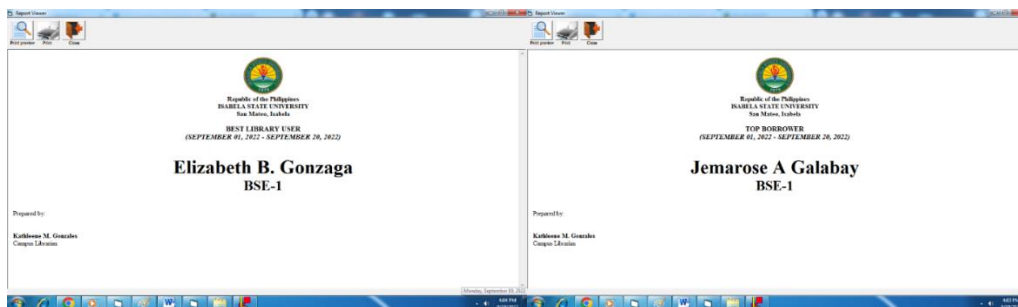 Report Viewer
Print preview Print Close
Republic of the Philippines
ISABELA STATE UNIVERSITY
San Mateo, Isabela
BEST LIBRARY USER
(SEPTEMBER 01, 2022 - SEPTEMBER 20, 2022)
Elizabeth B. Gonzaga
BSE-1
Prepared by:
Kathleene M. Gonzales
Campus Librarian
Report Viewer
Print preview Print Close
Republic of the Philippines
ISABELA STATE UNIVERSITY
San Mateo, Isabela
TOP BORROWER
(SEPTEMBER 01, 2022 - SEPTEMBER 20, 2022)
Jemarose A Galabay
BSE-1
Prepared by:
Kathleene M. Gonzales
Campus Librarian